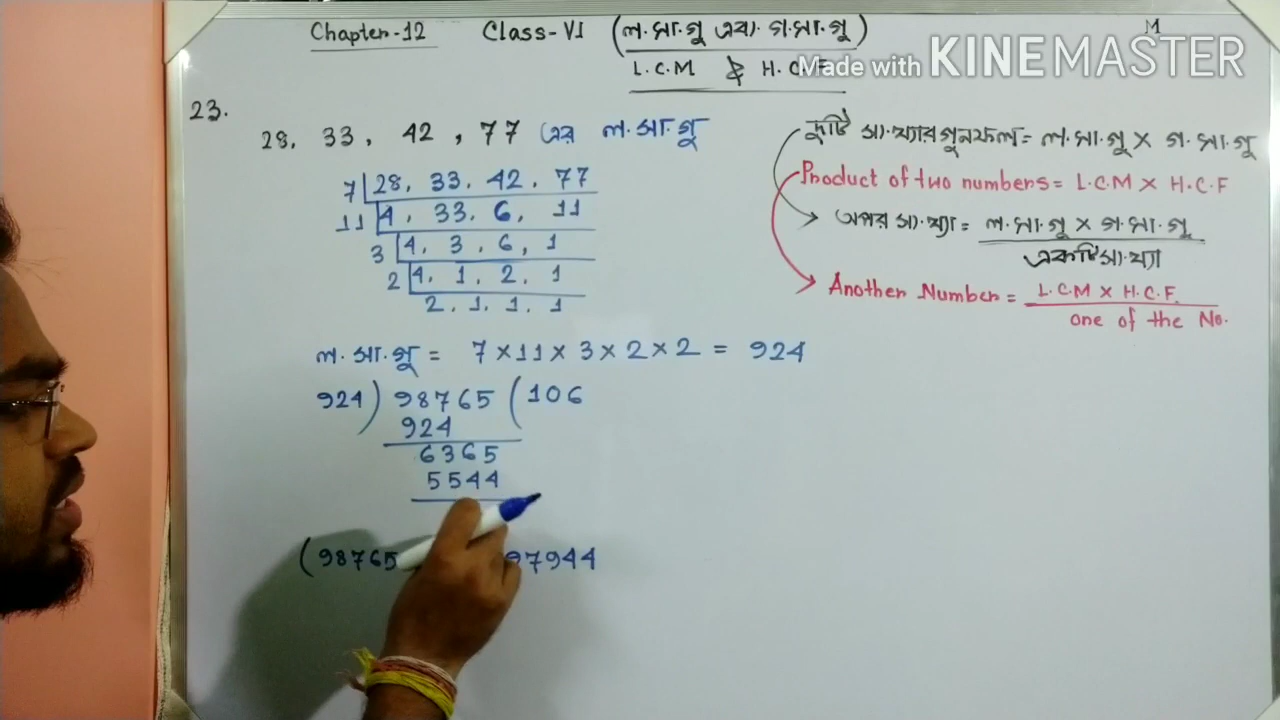 Chapter-12 Class-VI (ল.সা.গু এবং গ.সা.গু) M
L.C.M & H.C.F
Made with KINEMASTER
23.
28, 33, 42, 77 এর ল.সা.গু
7 28, 33, 42, 77
11 4, 33, 6, 11
3 4, 3, 6, 1
2 4, 1, 2, 1
2, 1, 1, 1
ল.সা.গু = 7×11×3×2×2 = 924
924) 98765 (106
924
6365
5544
(98765 97944
দুটি সংখ্যার গুনফল= ল.সা.গু × গ.সা.গু
Product of two numbers= L.C.M × H.C.F
অপর সংখ্যা= ল.সা.গু × গ.সা.গু
একটি সংখ্যা
Another Number= L.C.M × H.C.F.
one of the No.